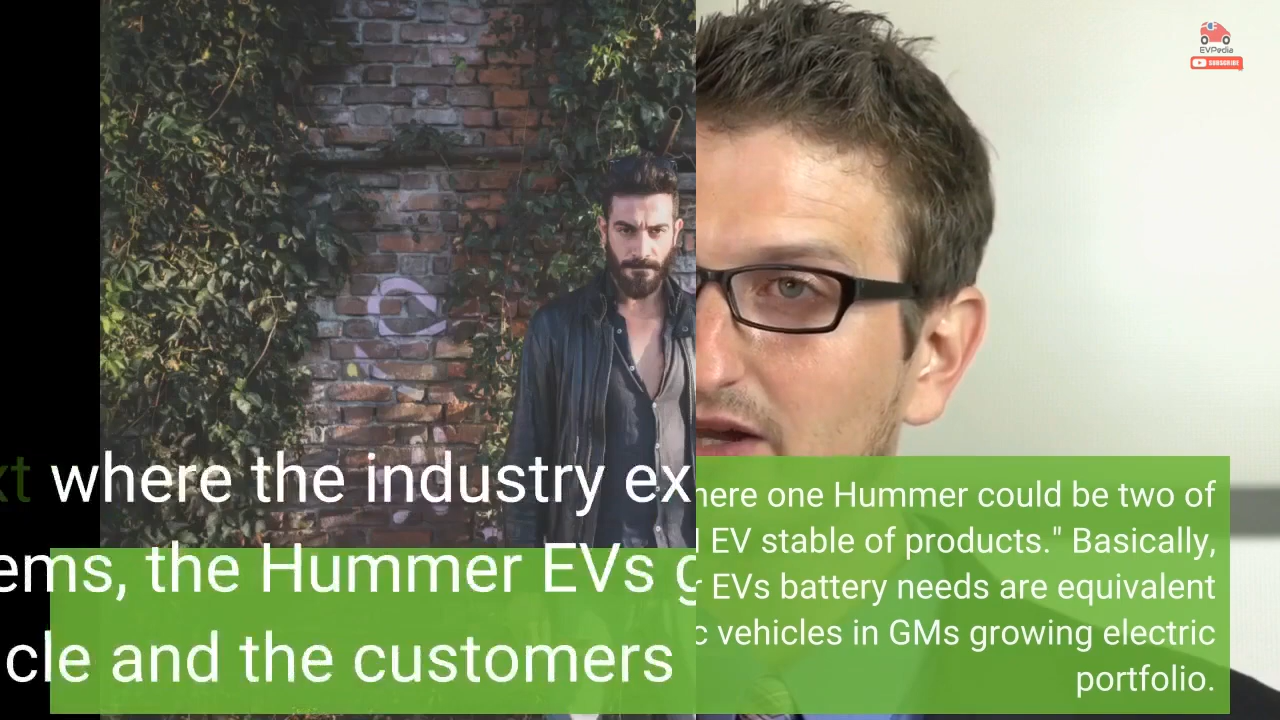 EVPedia
SUBSCRIBE
where the industry
ems, the Hummer EVs
cle and the customers
here one Hummer could be two of
EV stable of products." Basically,
EVs battery needs are equivalent
c vehicles in GMs growing electric
portfolio.